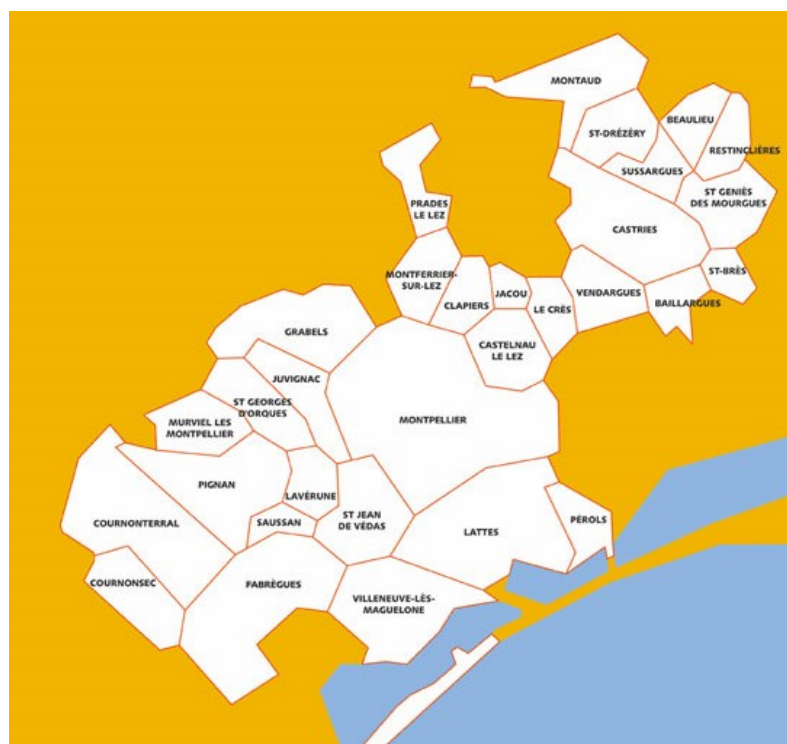 MONTAUD
BEAULIEU
ST-DRÉZÉRY
RESTINCLIÈRES
SUSSARGUES
ST GENIÈS
DES MOURGUES
PRADES
LE LEZ
CASTRIES
MONTFERRIER-
SUR-LEZ
ST-BRÈS
JACOU
VENDARGUES
BAILLARGUES
CLAPIERS
LE CRÈS
GRABELS
CASTELNAU
LE LEZ
JUVIGNAC
ST GEORGES
D'ORQUES
MURVIEL LES
MONTPELLIER
MONTPELLIER
PIGNAN
LAVÉRUNE
COURNONTERRAL
SAUSSAN
ST JEAN
DE VÉDAS
LATTES
PÉROLS
COURNONSEC
FABRÈGUES
VILLENEUVE-LÈS-
MAGUELONE